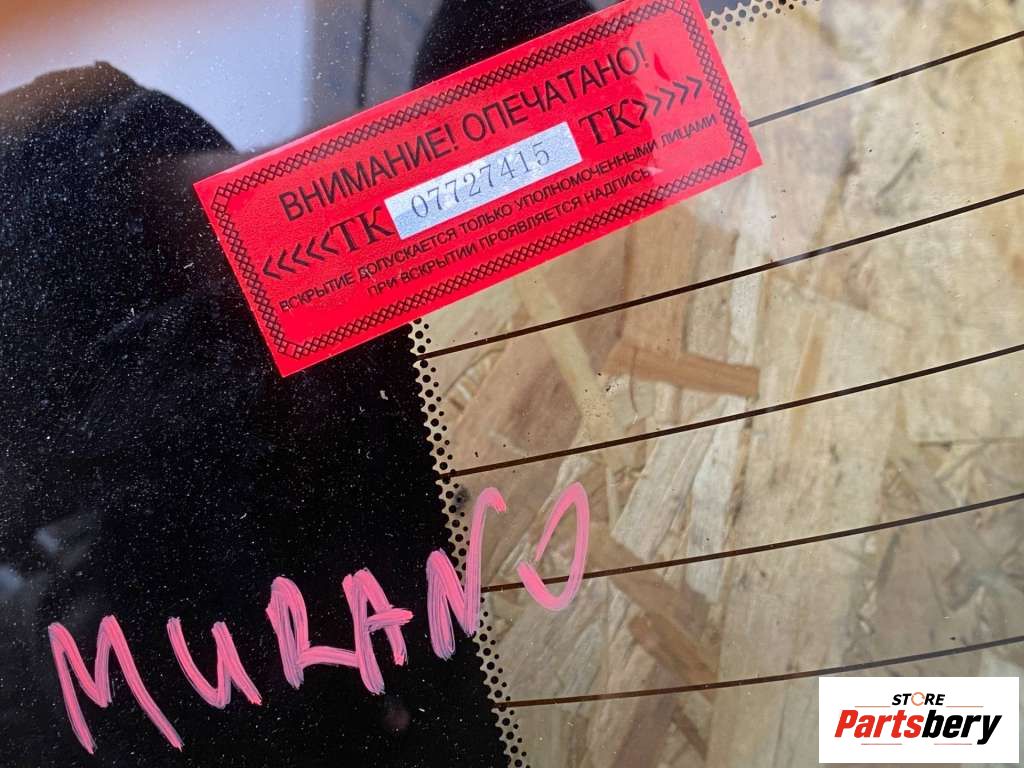 ВНИМАНИЕ! ОПЕЧАТАНО!
<<<<<ТК 07727415 ТК>>>>>
ВСКРЫТИЕ ДОПУСКАЕТСЯ ТОЛЬКО УПОЛНОМОЧЕННЫМИ ЛИЦАМИ
ПРИ ВСКРЫТИИ ПРОЯВЛЯЕТСЯ НАДПИСЬ
MURANO
STORE
Partsbery